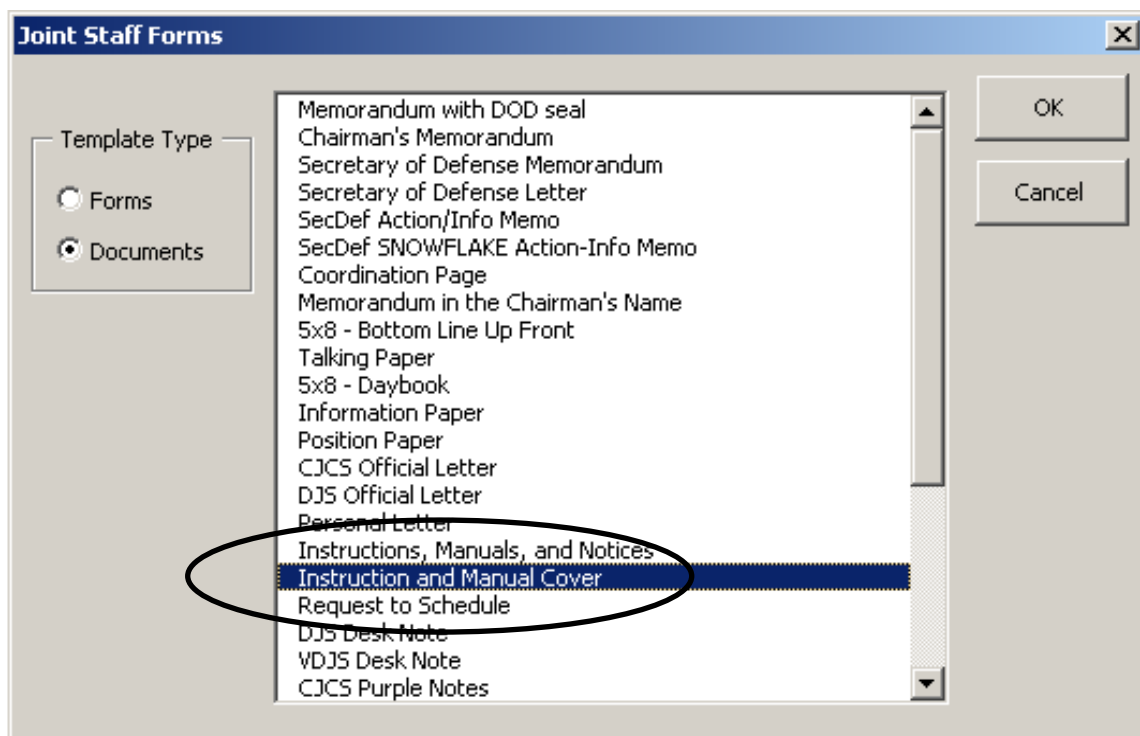 Joint Staff Forms
Template Type
Forms
Documents
Memorandum with DOD seal
Chairman's Memorandum
Secretary of Defense Memorandum
Secretary of Defense Letter
SecDef Action/Info Memo
SecDef SNOWFLAKE Action-Info Memo
Coordination Page
Memorandum in the Chairman's Name
5x8 - Bottom Line Up Front
Talking Paper
5x8 - Daybook
Information Paper
Position Paper
CJCS Official Letter
DJS Official Letter
Personal Letter
Instructions, Manuals, and Notices
Instruction and Manual Cover
Request to Schedule
DJS Desk Note
VDJS Desk Note
CJCS Purple Notes
OK
Cancel